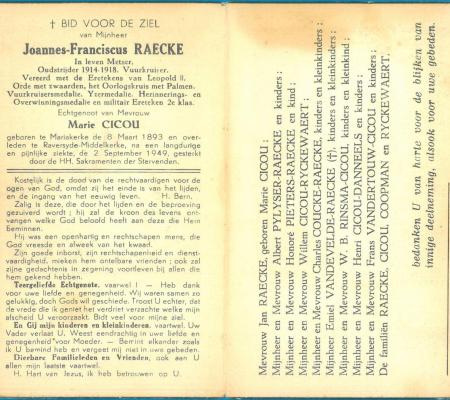 † BID VOOR DE ZIEL
van Mijnheer
Joannes-Franciscus RAECKE
In leven Metser,
Oudstrijder 1914-1918. Vuurkruiser.
Vereerd met de Eretekens van Leopold II.
Orde met zwaarden, het Oorlogskruis met Palmen.
Vuurkruisersmedalie, Yzermedalie. Herinnerings- en
Overwinningsmedalie en militair Ereteken 2e klas.
Echtgenoot van Mevrouw
Marie CICOU
geboren te Mariakerke de 8 Maart 1893 en over-
leden te Raversyde-Middelkerke, na een langdurige
en pijnlijke ziekte, de 2 September 1949, gesterkt
door de HH. Sakramenten der Stervenden.
Kostelijk is de dood van de rechtvaardigen voor de
ogen van God, omdat zij is het einde van het lijden,
en de ingang van het eeuwig leven. H. Bern.
Zalig is deze, die door het lijden en de beproeving
gezuiverd wordt ; hij zal de kroon des levens ont-
vangen welke God beloofd heeft aan deze die Hem
beminnen.
Hij was een openhartig en rechtschapen mens, die
God vreesde en afweek van het kwaad.
Zijn goede inborst, zijn rechtschapenheid en dienst-
vaardigheid, mieken hem ontelbare vrienden ; ook zal
zijne gedachtenis in zegening voortleven bij allen die
hem gekend hebben.
Teergeliefde Echtgenote, vaarwel ! — Heb dank
voor uwe liefde en genegenheid. Wij waren samen zo
gelukkig, doch Gods wil geschiede. Troost U echter, dat
de vrede die ik geniet het verdriet verzachte welke mijn
afscheid U veroorzaakt. Bidt veel voor mijne ziel.
En Gij mijn kinderen en kleinkinderen, vaarwel. Uw
Vader verlaat U. Weest eendrachtig in uwe liefde en
genegenheid voor Moeder. — Bemint elkander zoals
ik U bemind heb en vergeet mij niet in uwe gebeden.
Dierbare Familieleden en Vrienden, ook aan U
allen mijn laatste vaarwel.
H. Hart van Jezus, ik heb betrouwen op U.
Mevrouw Jan RAECKE, geboren Marie CICOU ;
Mijnheer en Mevrouw Albert PYLYSER-RAECKE en kinders ;
Mijnheer en Mevrouw Honoré PIETERS-RAECKE en kind ;
Mijnheer en Mevrouw Willem CICOU-RYCKEWAERT ;
Mijnheer en Mevrouw Charles COUCKE-RAECKE, kinders en kleinkinders ;
Mijnheer Emiel VANDEVELDE-RAECKE (†), kinders en kleinkinders ;
Mijnheer en Mevrouw W. B. RINSMA-CICOU, kinders en kleinkind ;
Mijnheer en Mevrouw Henri CICOU-DANNEELS en kinders ;
Mijnheer en Mevrouw Frans VANDERTOUW-CICOU en kinders ;
De familiën RAECKE, CICOU, COOPMAN en RYCKEWAERT.
bedanken U van harte voor de blijken van
innige deelneming, alsook voor uwe gebeden.